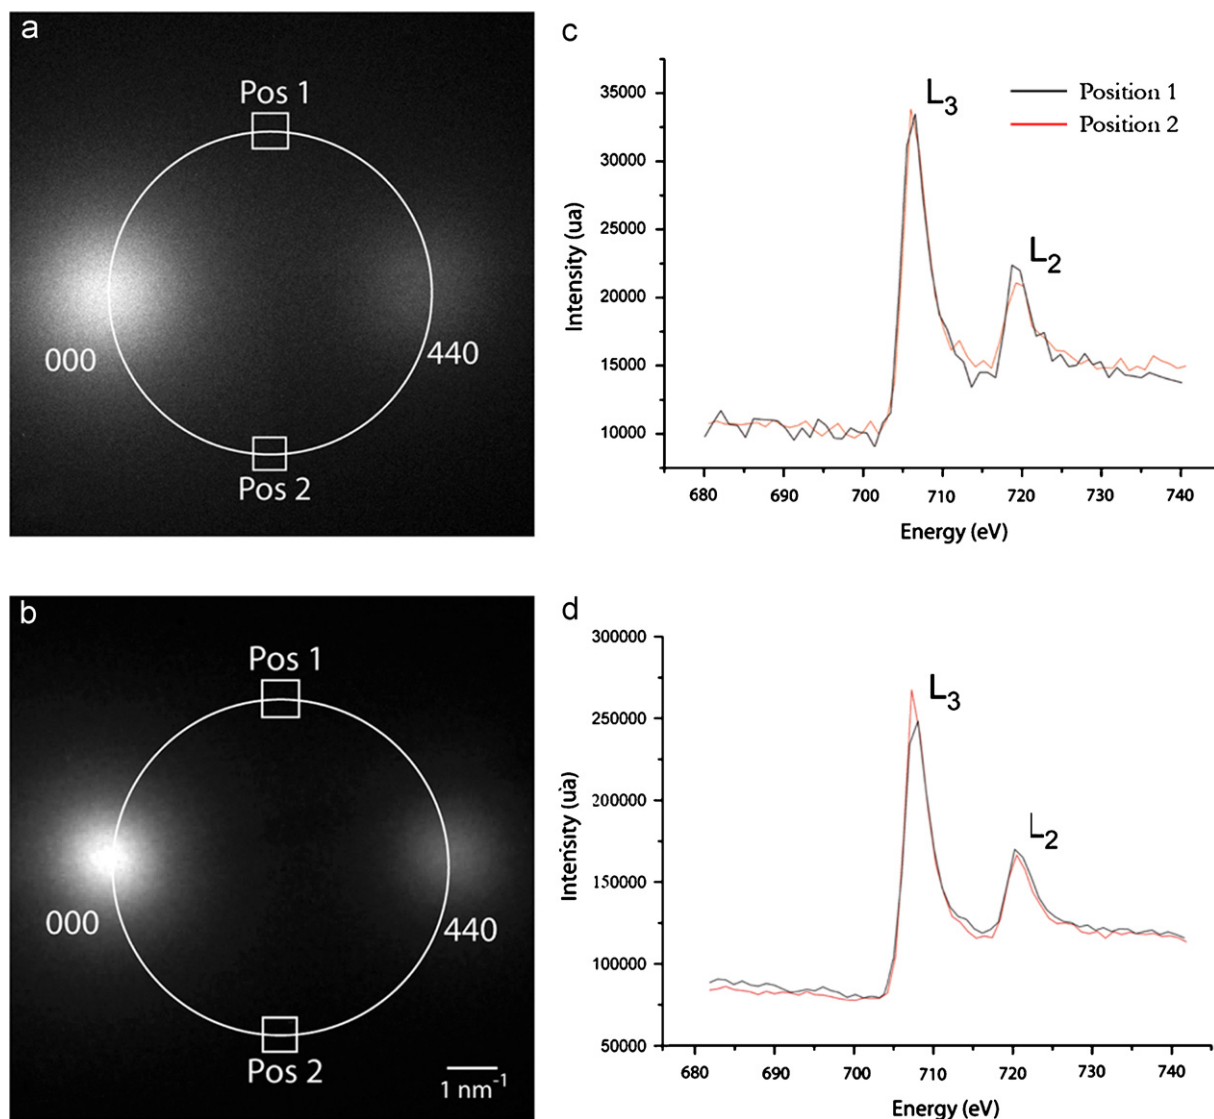 a
Pos 1
000
440
Pos 2
c
35000
30000
25000
20000
15000
10000
Intensity (ua)
L3
L2
Position 1
Position 2
680
690
700
710
720
730
740
Energy (eV)
b
Pos 1
000
440
Pos 2
1 nm-1
d
300000
250000
200000
150000
100000
50000
Intensity (ua)
L3
L2
680
690
700
710
720
730
740
Energy (eV)